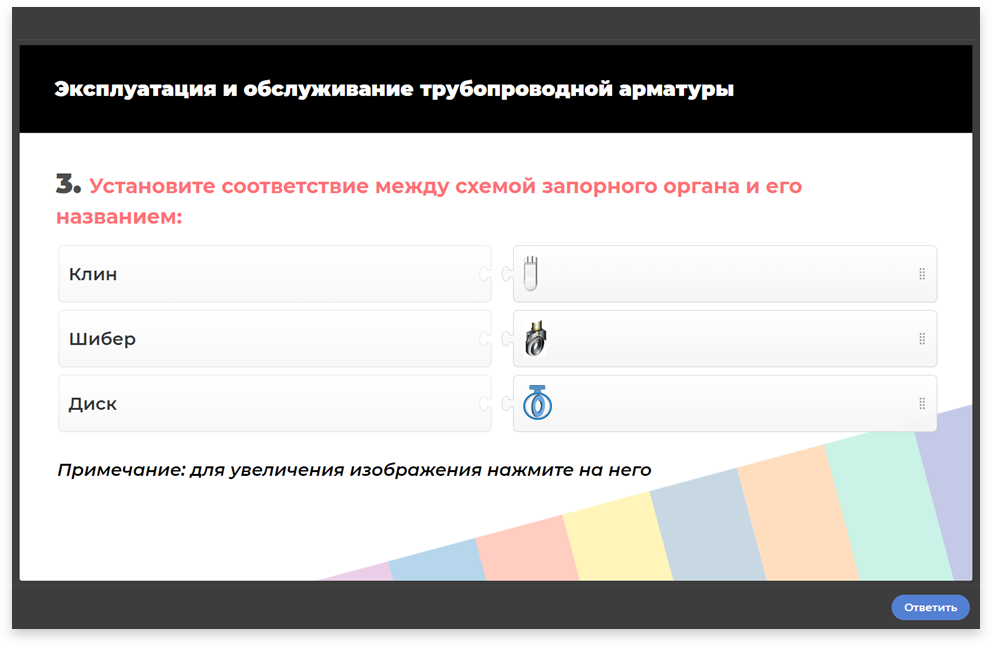 Эксплуатация и обслуживание трубопроводной арматуры
3. Установите соответствие между схемой запорного органа и его
названием:
Клин
Шибер
Диск
Примечание: для увеличения изображения нажмите на него
Ответить